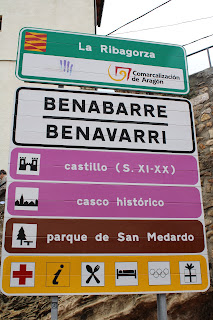 La Ribagorza
Comarcalización
de Aragón
BENABARRE
BENAVARRI
castillo (S. XI-XX)
casco histórico
parque de San Medardo
i